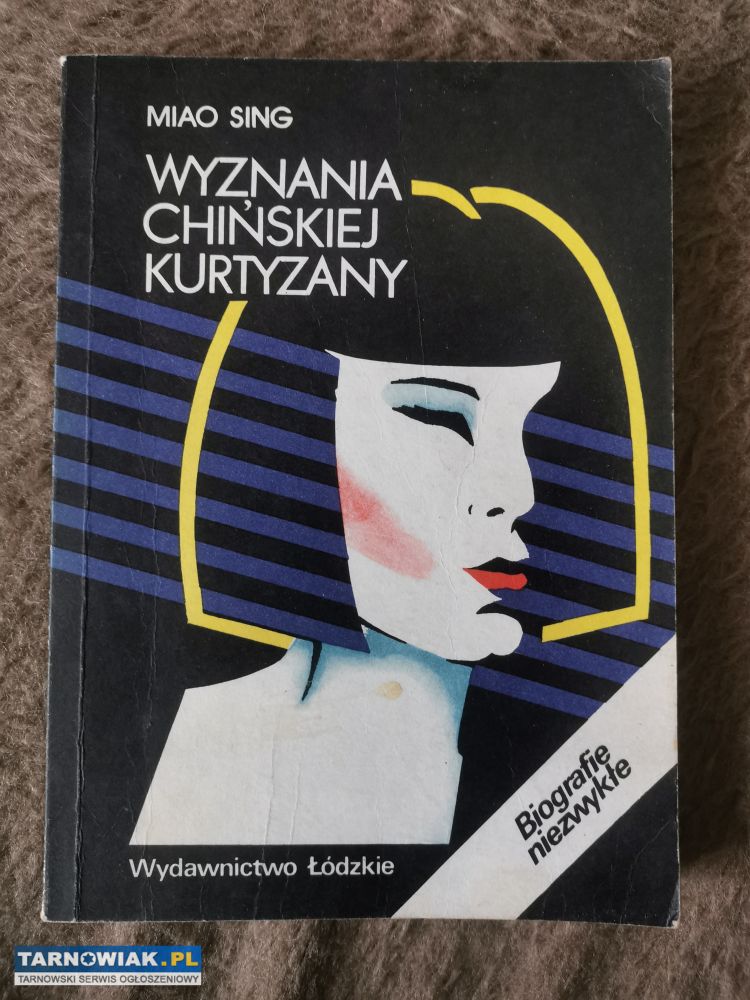 MIAO SING
WYZNANIA
CHIŃSKIEJ
KURTYZANY
Biografie
niezwykłe
Wydawnictwo Łódzkie
TARNOWIAK.PL
TARNOWSKI SERWIS OGŁOSZENIOWY